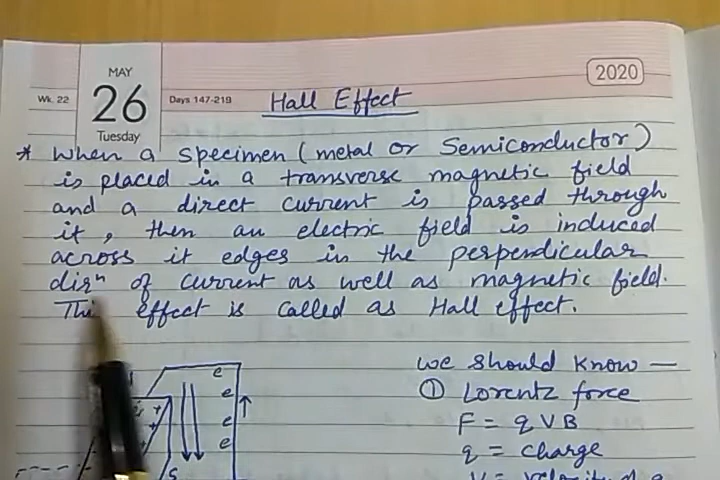 MAY
2020
Wk. 22
26
Days 147-219
Tuesday
Hall Effect
* When a specimen (metal or Semiconductor)
is placed in a transverse magnetic field
and a direct current is passed through
it, then an electric field is induced
across it edges in the perpendicular
dirⁿ of current as well as magnetic field.
This effect is called as Hall effect.
we should know —
① Lorentz force
F = qVB
q = charge
V = velocity of
e
e
e
e
+
+
S